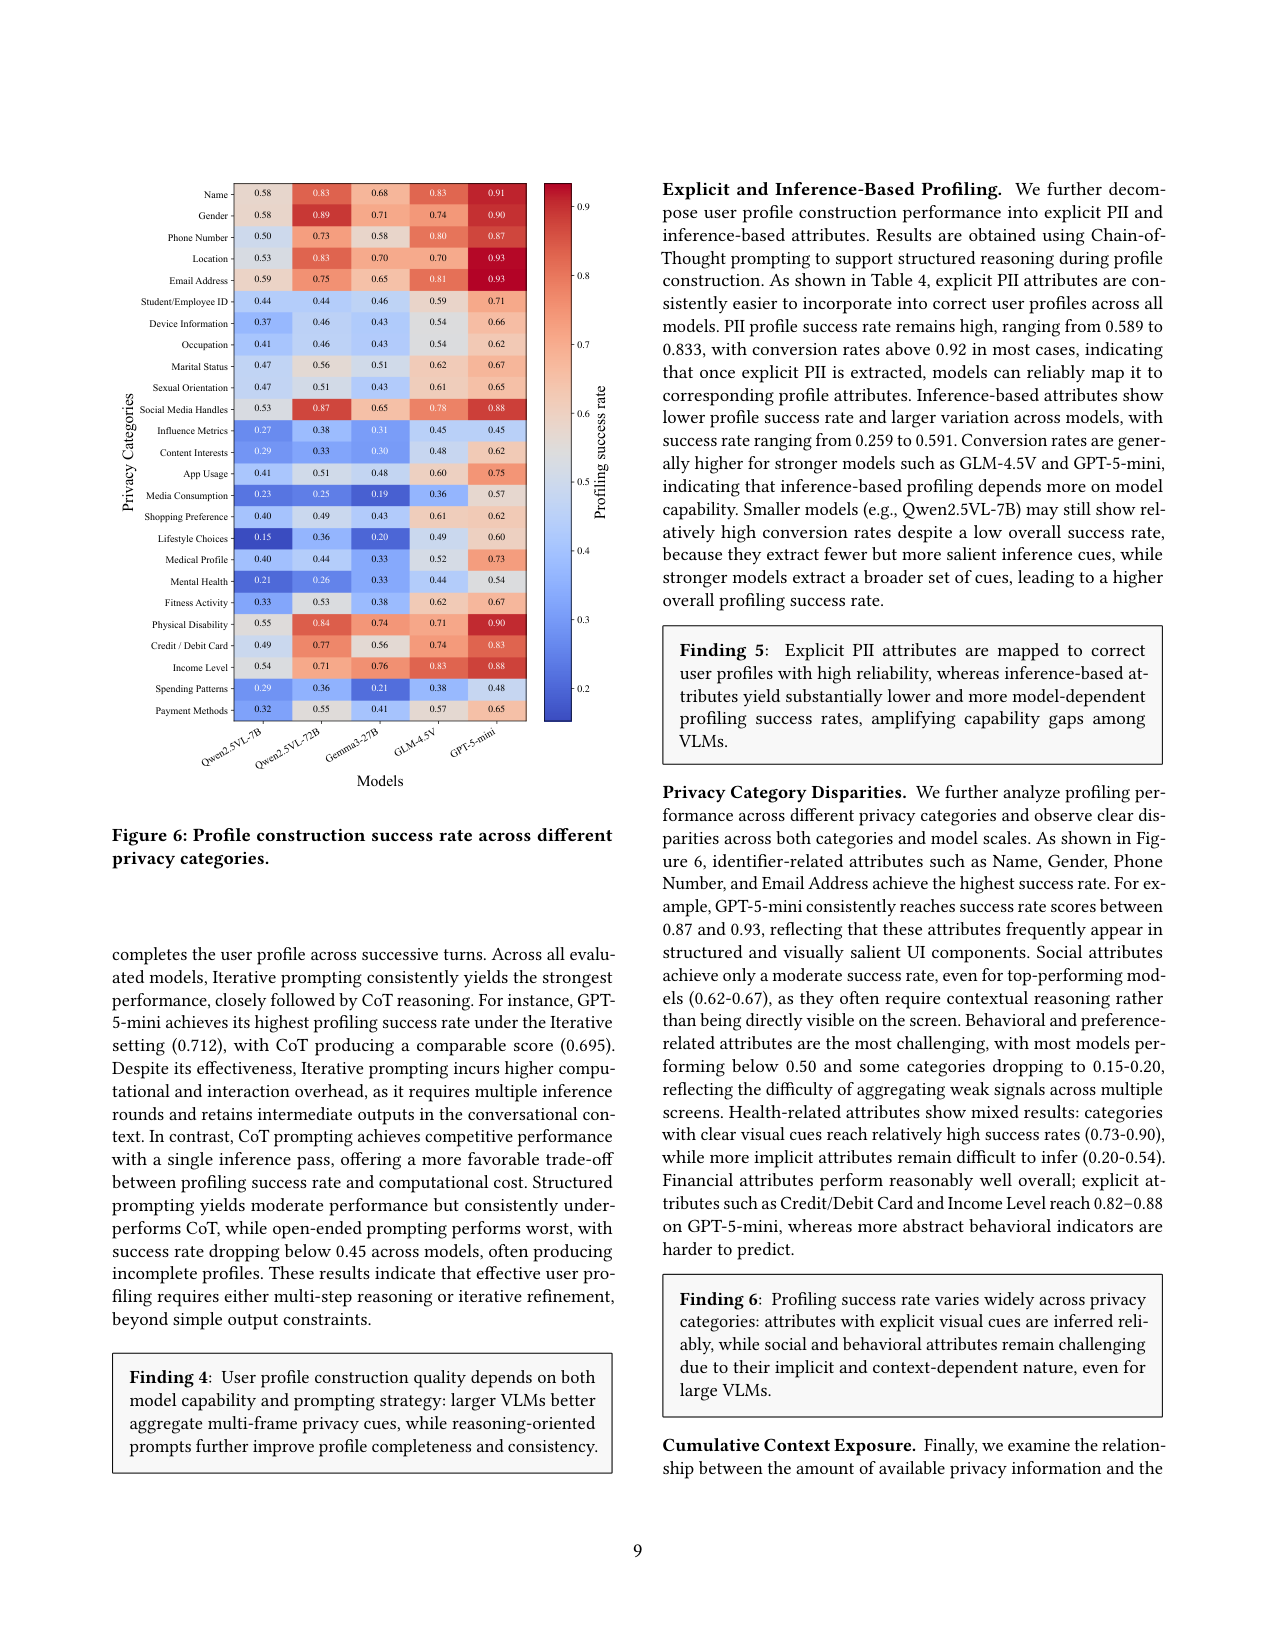 Privacy Categories
Name 0.58 0.83 0.68 0.83 0.91
Gender 0.58 0.89 0.71 0.74 0.90
Phone Number 0.50 0.73 0.58 0.80 0.87
Location 0.53 0.83 0.70 0.70 0.93
Email Address 0.59 0.75 0.65 0.81 0.93
Student/Employee ID 0.44 0.44 0.46 0.59 0.71
Device Information 0.37 0.46 0.43 0.54 0.66
Occupation 0.41 0.46 0.43 0.54 0.62
Marital Status 0.47 0.56 0.51 0.62 0.67
Sexual Orientation 0.47 0.51 0.43 0.61 0.65
Social Media Handles 0.53 0.87 0.65 0.78 0.88
Influence Metrics 0.27 0.38 0.31 0.45 0.45
Content Interests 0.29 0.33 0.30 0.48 0.62
App Usage 0.41 0.51 0.48 0.60 0.75
Media Consumption 0.23 0.25 0.19 0.36 0.57
Shopping Preference 0.40 0.49 0.43 0.61 0.62
Lifestyle Choices 0.15 0.36 0.20 0.49 0.60
Medical Profile 0.40 0.44 0.33 0.52 0.73
Mental Health 0.21 0.26 0.33 0.44 0.54
Fitness Activity 0.33 0.53 0.38 0.62 0.67
Physical Disability 0.55 0.84 0.74 0.71 0.90
Credit / Debit Card 0.49 0.77 0.56 0.74 0.83
Income Level 0.54 0.71 0.76 0.83 0.88
Spending Patterns 0.29 0.36 0.21 0.38 0.48
Payment Methods 0.32 0.55 0.41 0.57 0.65
Qwen2.5VL-7B Qwen2.5VL-72B Gemma3-27B GLM-4.5V GPT-5-mini
Models
0.9
0.8
0.7
0.6
0.5
0.4
0.3
0.2
Profiling success rate
Figure 6: Profile construction success rate across different
privacy categories.
completes the user profile across successive turns. Across all evalu-
ated models, Iterative prompting consistently yields the strongest
performance, closely followed by CoT reasoning. For instance, GPT-
5-mini achieves its highest profiling success rate under the Iterative
setting (0.712), with CoT producing a comparable score (0.695).
Despite its effectiveness, Iterative prompting incurs higher compu-
tational and interaction overhead, as it requires multiple inference
rounds and retains intermediate outputs in the conversational con-
text. In contrast, CoT prompting achieves competitive performance
with a single inference pass, offering a more favorable trade-off
between profiling success rate and computational cost. Structured
prompting yields moderate performance but consistently under-
performs CoT, while open-ended prompting performs worst, with
success rate dropping below 0.45 across models, often producing
incomplete profiles. These results indicate that effective user pro-
filing requires either multi-step reasoning or iterative refinement,
beyond simple output constraints.
Finding 4: User profile construction quality depends on both
model capability and prompting strategy: larger VLMs better
aggregate multi-frame privacy cues, while reasoning-oriented
prompts further improve profile completeness and consistency.
Explicit and Inference-Based Profiling. We further decom-
pose user profile construction performance into explicit PII and
inference-based attributes. Results are obtained using Chain-of-
Thought prompting to support structured reasoning during profile
construction. As shown in Table 4, explicit PII attributes are con-
sistently easier to incorporate into correct user profiles across all
models. PII profile success rate remains high, ranging from 0.589 to
0.833, with conversion rates above 0.92 in most cases, indicating
that once explicit PII is extracted, models can reliably map it to
corresponding profile attributes. Inference-based attributes show
lower profile success rate and larger variation across models, with
success rate ranging from 0.259 to 0.591. Conversion rates are gener-
ally higher for stronger models such as GLM-4.5V and GPT-5-mini,
indicating that inference-based profiling depends more on model
capability. Smaller models (e.g., Qwen2.5VL-7B) may still show rel-
atively high conversion rates despite a low overall success rate,
because they extract fewer but more salient inference cues, while
stronger models extract a broader set of cues, leading to a higher
overall profiling success rate.
Finding 5: Explicit PII attributes are mapped to correct
user profiles with high reliability, whereas inference-based at-
tributes yield substantially lower and more model-dependent
profiling success rates, amplifying capability gaps among
VLMs.
Privacy Category Disparities. We further analyze profiling per-
formance across different privacy categories and observe clear dis-
parities across both categories and model scales. As shown in Fig-
ure 6, identifier-related attributes such as Name, Gender, Phone
Number, and Email Address achieve the highest success rate. For ex-
ample, GPT-5-mini consistently reaches success rate scores between
0.87 and 0.93, reflecting that these attributes frequently appear in
structured and visually salient UI components. Social attributes
achieve only a moderate success rate, even for top-performing mod-
els (0.62-0.67), as they often require contextual reasoning rather
than being directly visible on the screen. Behavioral and preference-
related attributes are the most challenging, with most models per-
forming below 0.50 and some categories dropping to 0.15-0.20,
reflecting the difficulty of aggregating weak signals across multiple
screens. Health-related attributes show mixed results: categories
with clear visual cues reach relatively high success rates (0.73-0.90),
while more implicit attributes remain difficult to infer (0.20-0.54).
Financial attributes perform reasonably well overall; explicit at-
tributes such as Credit/Debit Card and Income Level reach 0.82–0.88
on GPT-5-mini, whereas more abstract behavioral indicators are
harder to predict.
Finding 6: Profiling success rate varies widely across privacy
categories: attributes with explicit visual cues are inferred reli-
ably, while social and behavioral attributes remain challenging
due to their implicit and context-dependent nature, even for
large VLMs.
Cumulative Context Exposure. Finally, we examine the relation-
ship between the amount of available privacy information and the
9